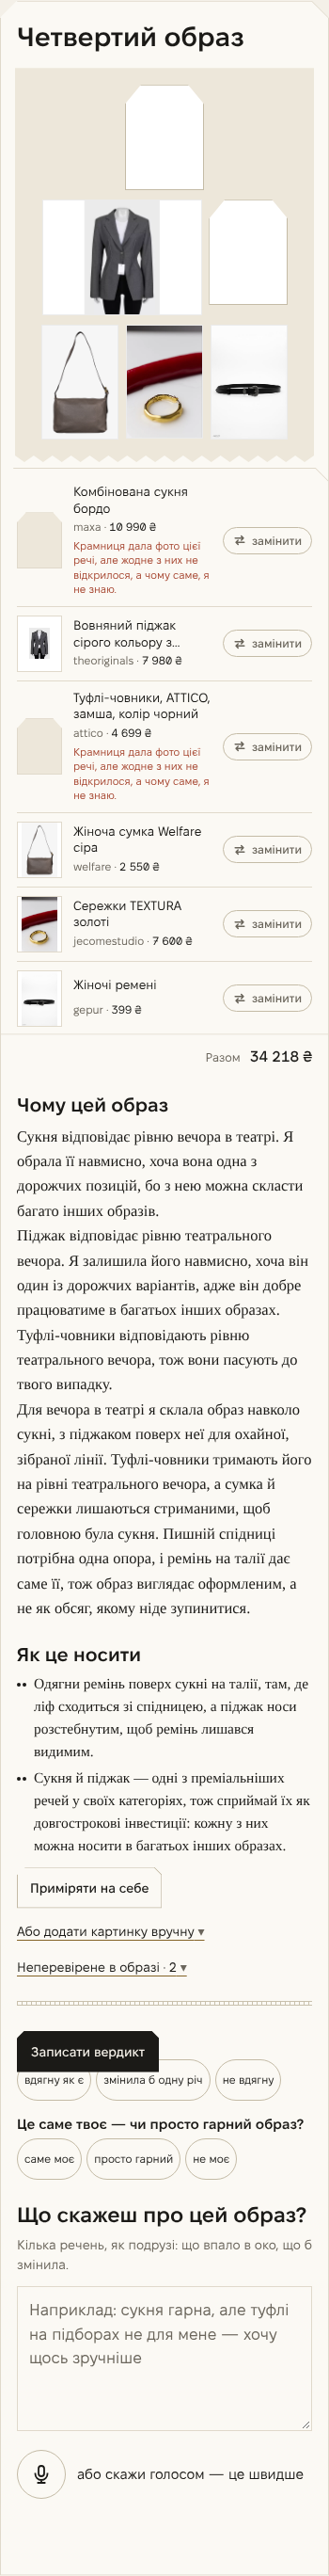 Четвертий образ
Комбінована сукня
бордо
maxa · 10 990 ₴
Крамниця дала фото цієї
речі, але жодне з них не
відкрилося, а чому саме, я
не знаю.
⇄ замінити
Вовняний піджак
сірого кольору з...
theoriginals · 7 980 ₴
⇄ замінити
Туфлі-човники, ATTICO,
замша, колір чорний
attico · 4 699 ₴
Крамниця дала фото цієї
речі, але жодне з них не
відкрилося, а чому саме, я
не знаю.
⇄ замінити
Жіноча сумка Welfare
сіра
welfare · 2 550 ₴
⇄ замінити
Сережки TEXTURA
золоті
jecomestudio · 7 600 ₴
⇄ замінити
Жіночі ремені
gepur · 399 ₴
⇄ замінити
Разом 34 218 ₴
Чому цей образ
Сукня відповідає рівню вечора в театрі. Я
обрала її навмисно, хоча вона одна з
дорожчих позицій, бо з нею можна скласти
багато інших образів.
Піджак відповідає рівню театрального
вечора. Я залишила його навмисно, хоча він
один із дорожчих варіантів, адже він добре
працюватиме в багатьох інших образах.
Туфлі-човники відповідають рівню
театрального вечора, тож вони пасують до
твого випадку.
Для вечора в театрі я склала образ навколо
сукні, з піджаком поверх неї для охайної,
зібраної лінії. Туфлі-човники тримають його
на рівні театрального вечора, а сумка й
сережки лишаються стриманими, щоб
головною була сукня. Пишній спідниці
потрібна одна опора, і ремінь на талії дає
саме її, тож образ виглядає оформленим, а
не як обсяг, якому ніде зупинитися.
Як це носити
•• Одягни ремінь поверх сукні на талії, там, де
ліф сходиться зі спідницею, а піджак носи
розстебнутим, щоб ремінь лишався
видимим.
•• Сукня й піджак — одні з преміальніших
речей у своїх категоріях, тож сприймай їх як
довгострокові інвестиції: кожну з них
можна носити в багатьох інших образах.
Приміряти на себе
Або додати картинку вручну ▾
Неперевірене в образі · 2 ▾
Записати вердикт
вдягну як є
змінила б одну річ
не вдягну
Це саме твоє — чи просто гарний образ?
саме моє
просто гарний
не моє
Що скажеш про цей образ?
Кілька речень, як подрузі: що впало в око, що б
змінила.
Наприклад: сукня гарна, але туфлі
на підборах не для мене — хочу
щось зручніше
або скажи голосом — це швидше